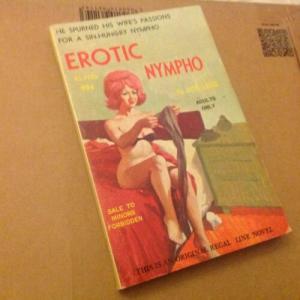 HE SPURNED HIS WIFE'S PASSIONS
FOR A SIN-HUNGRY NYMPHO
EROTIC
NYMPHO
95¢
ADULTS
ONLY
SALE TO
MINORS
FORBIDDEN
THIS IS AN ORIGINAL REGAL LINE NOVEL